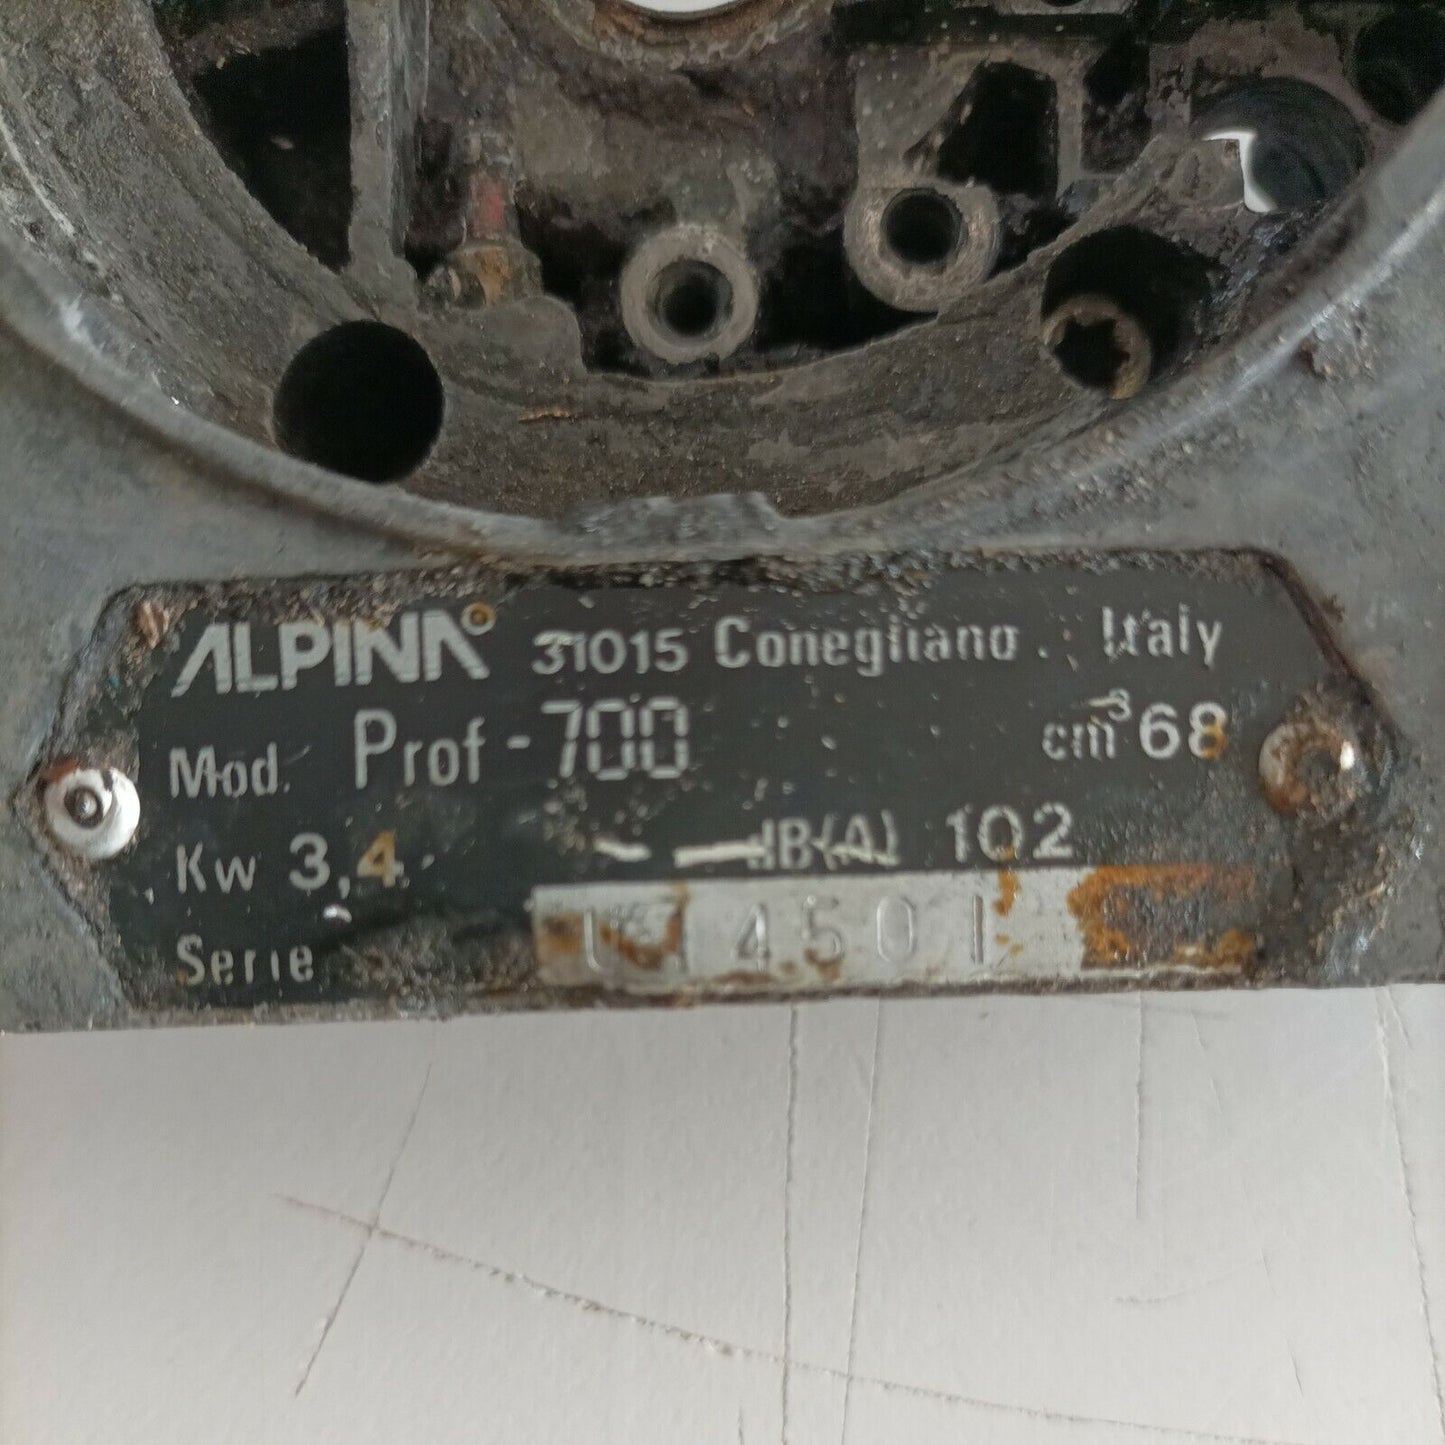 ALPINA 31015 Conegliano. Italy
Mod. Prof-700 cm³ 68
Kw 3,4 dB(A) 102
Serie 4501